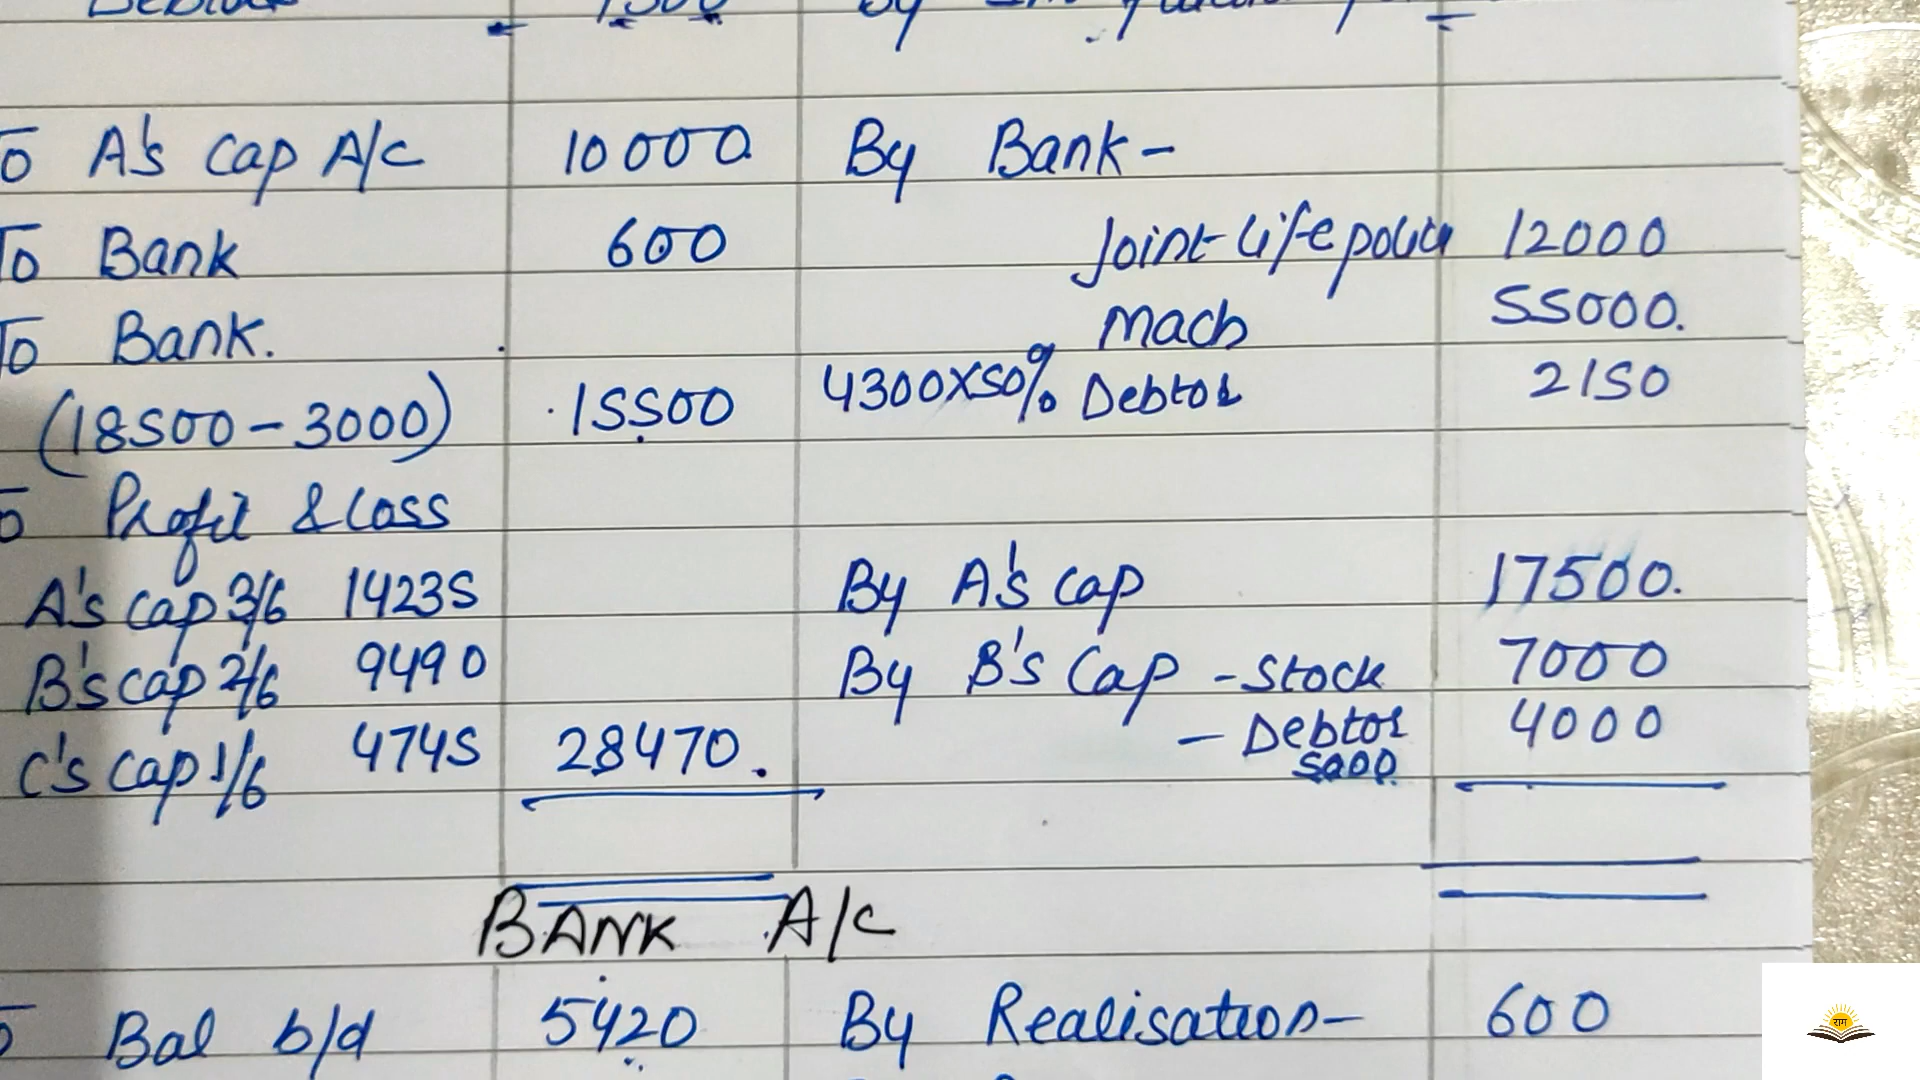 To A's Cap A/c 10000 By Bank-
To Bank 600 Joint Life policy 12000
To Bank. Mach 55000.
(18500-3000) 15500 4300X50% Debtor 2150
To Profit & Loss
A's cap 3/6 14235 By A's Cap 17500.
B's cap 2/6 9490 By B's Cap - Stock 7000
C's cap 1/6 4745 28470. - Debtor 4000
5000.
BANK A/c
To Bal b/d 5420 By Realisation- 600
राग